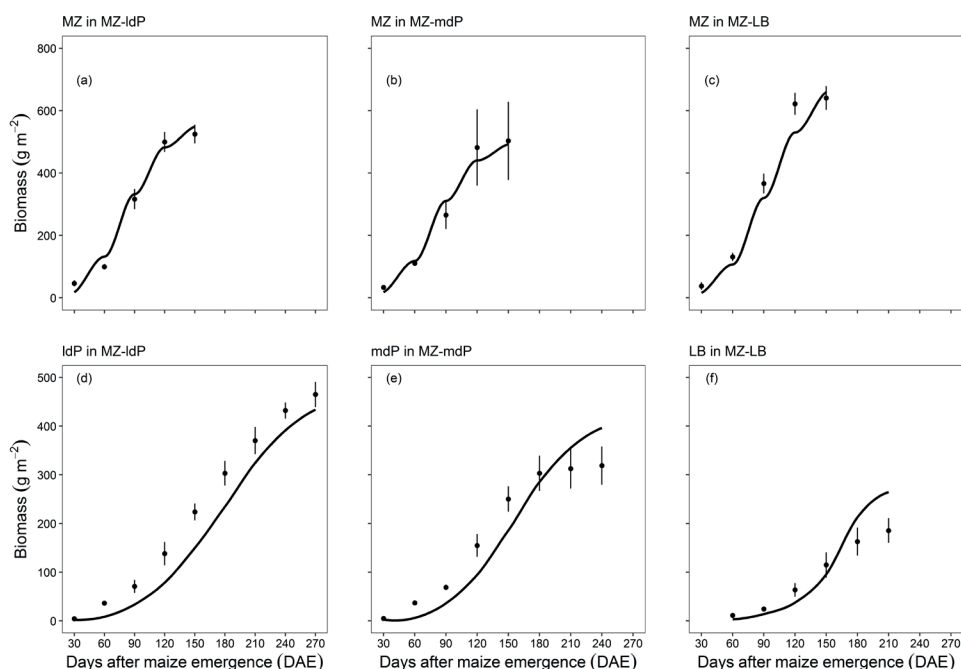 MZ in MZ-ldP
MZ in MZ-mdP
MZ in MZ-LB
800
600
400
200
0
Biomass (g m⁻²)
(a)
(b)
(c)
ldP in MZ-ldP
mdP in MZ-mdP
LB in MZ-LB
500
400
300
200
100
0
Biomass (g m⁻²)
(d)
(e)
(f)
30 60 90 120 150 180 210 240 270
30 60 90 120 150 180 210 240 270
30 60 90 120 150 180 210 240 270
Days after maize emergence (DAE)
Days after maize emergence (DAE)
Days after maize emergence (DAE)